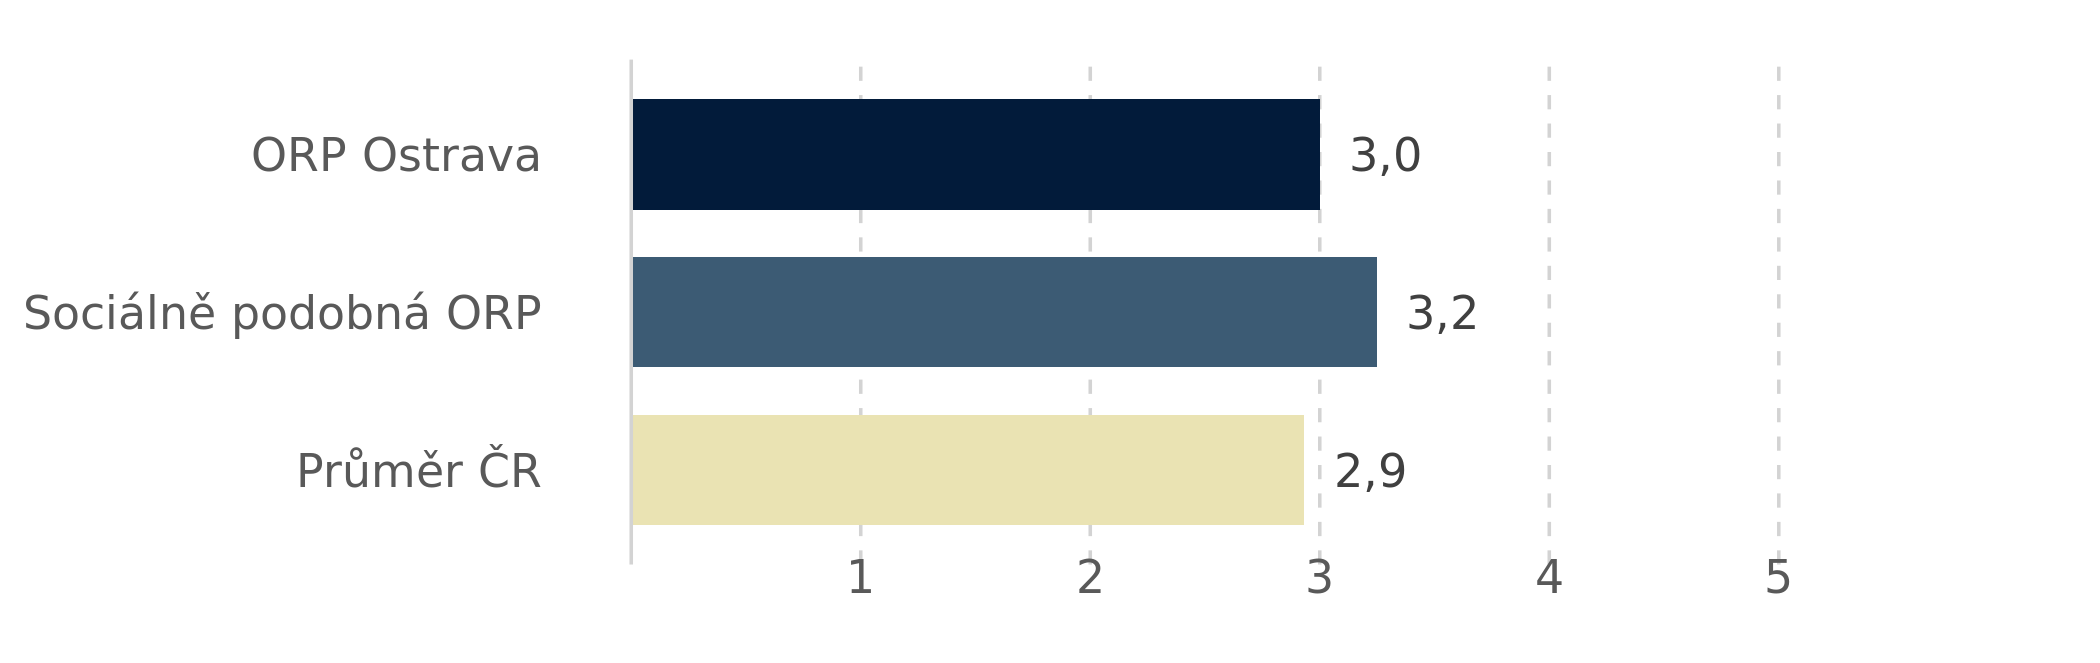 ORP Ostrava 3,0
Sociálně podobná ORP 3,2
Průměr ČR 2,9
1 2 3 4 5